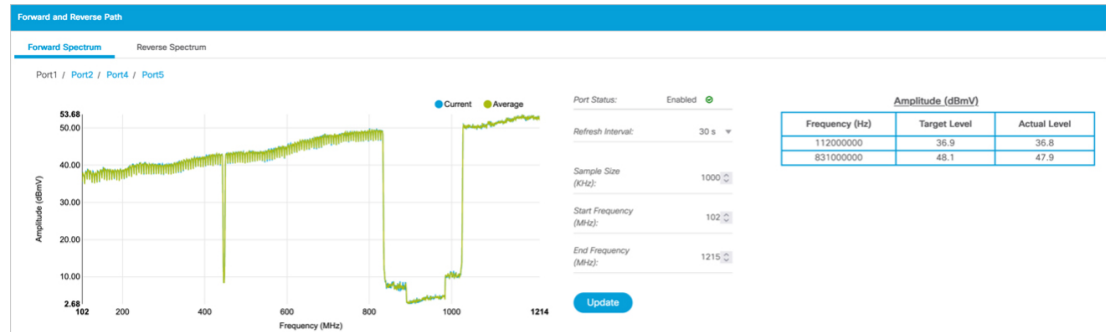 Forward and Reverse Path
Forward Spectrum Reverse Spectrum
Port1 / Port2 / Port4 / Port5
Current Average
53.68
50.00
40.00
30.00
20.00
10.00
2.68
Amplitude (dBmV)
102 200 400 600 800 1000 1214
Frequency (MHz)
Port Status: Enabled
Refresh Interval: 30 s
Sample Size
(KHz): 1000
Start Frequency
(MHz): 102
End Frequency
(MHz): 1215
Update
Amplitude (dBmV)
Frequency (Hz) Target Level Actual Level
112000000 36.9 36.8
831000000 48.1 47.9